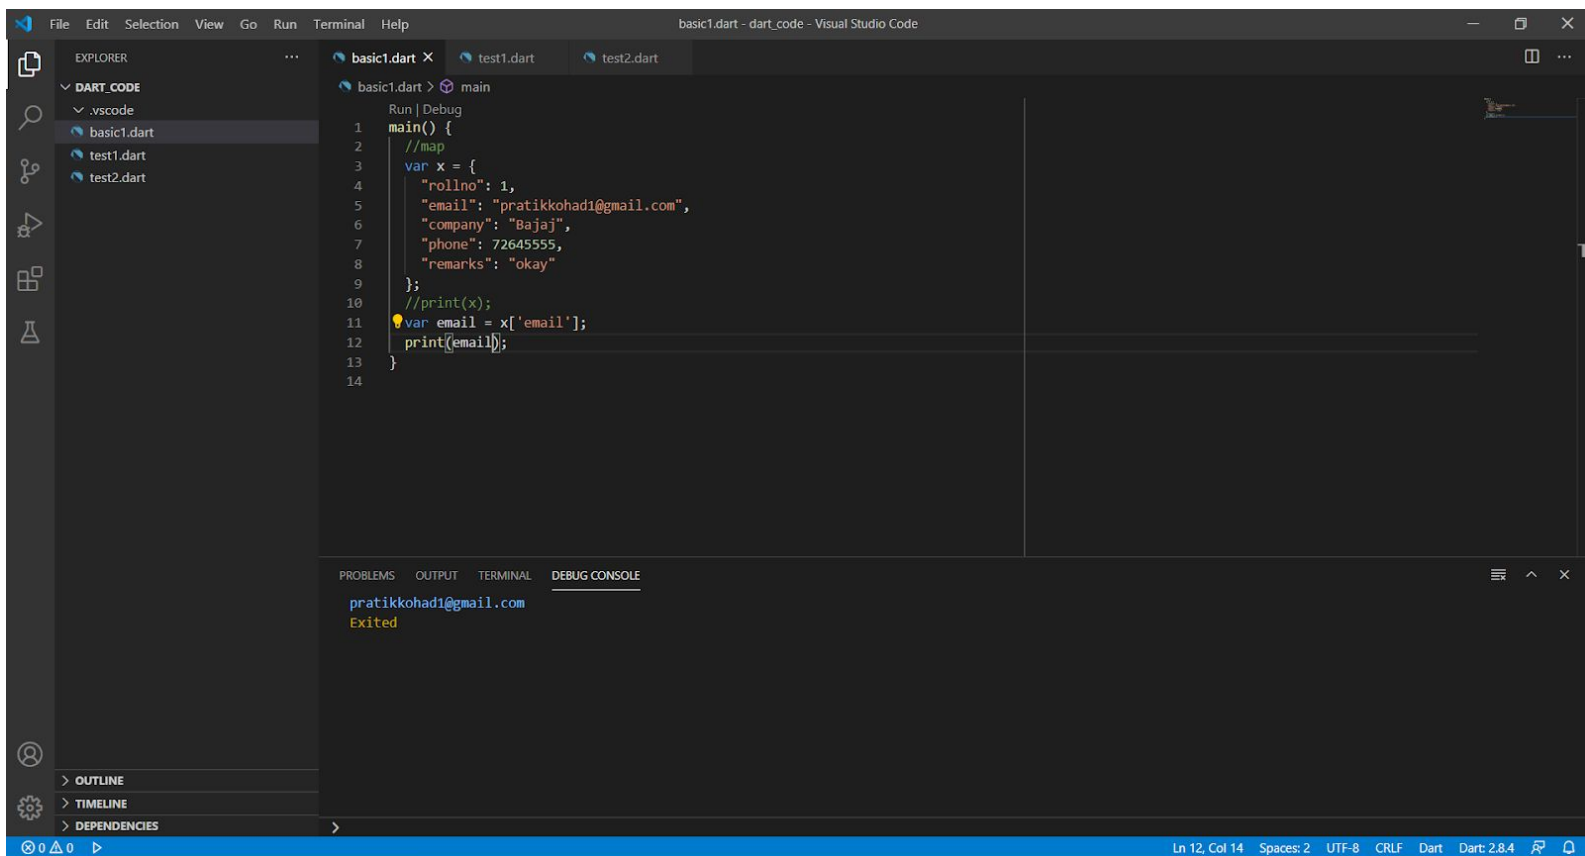 File Edit Selection View Go Run Terminal Help basic1.dart - dart_code - Visual Studio Code
EXPLORER
DART_CODE
.vscode
basic1.dart
test1.dart
test2.dart
OUTLINE
TIMELINE
DEPENDENCIES
basic1.dart test1.dart test2.dart
basic1.dart > main
Run | Debug
1 main() {
2 //map
3 var x = {
4 "rollno": 1,
5 "email": "pratikkohad1@gmail.com",
6 "company": "Bajaj",
7 "phone": 72645555,
8 "remarks": "okay"
9 };
10 //print(x);
11 var email = x['email'];
12 print(email);
13 }
14
PROBLEMS OUTPUT TERMINAL DEBUG CONSOLE
pratikkohad1@gmail.com
Exited
0 0 Ln 12, Col 14 Spaces: 2 UTF-8 CRLF Dart Dart: 2.8.4